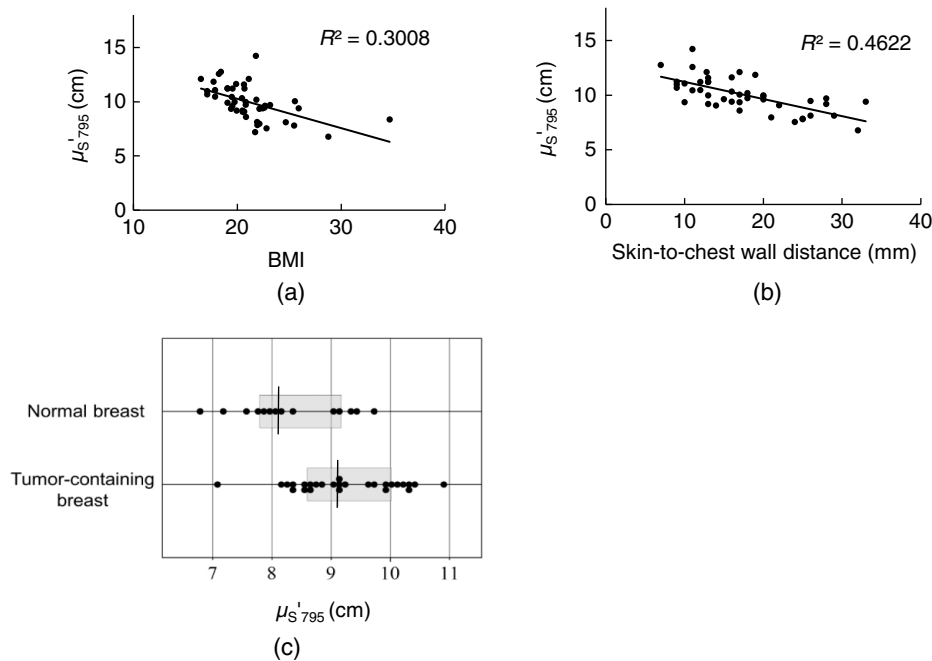 (a)
R² = 0.3008
15
10
5
0
μS'795 (cm)
10 20 30 40
BMI
(a)
(b)
R² = 0.4622
15
10
5
0
μS'795 (cm)
0 10 20 30 40
Skin-to-chest wall distance (mm)
(b)
Normal breast
Tumor-containing
breast
7 8 9 10 11
μS'795 (cm)
(c)